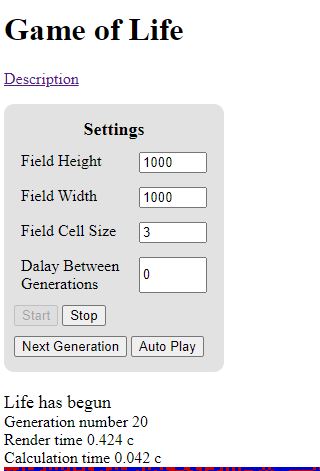 Game of Life
Description
Settings
Field Height 1000
Field Width 1000
Field Cell Size 3
Dalay Between
Generations 0
Start Stop
Next Generation Auto Play
Life has begun
Generation number 20
Render time 0.424 c
Calculation time 0.042 c